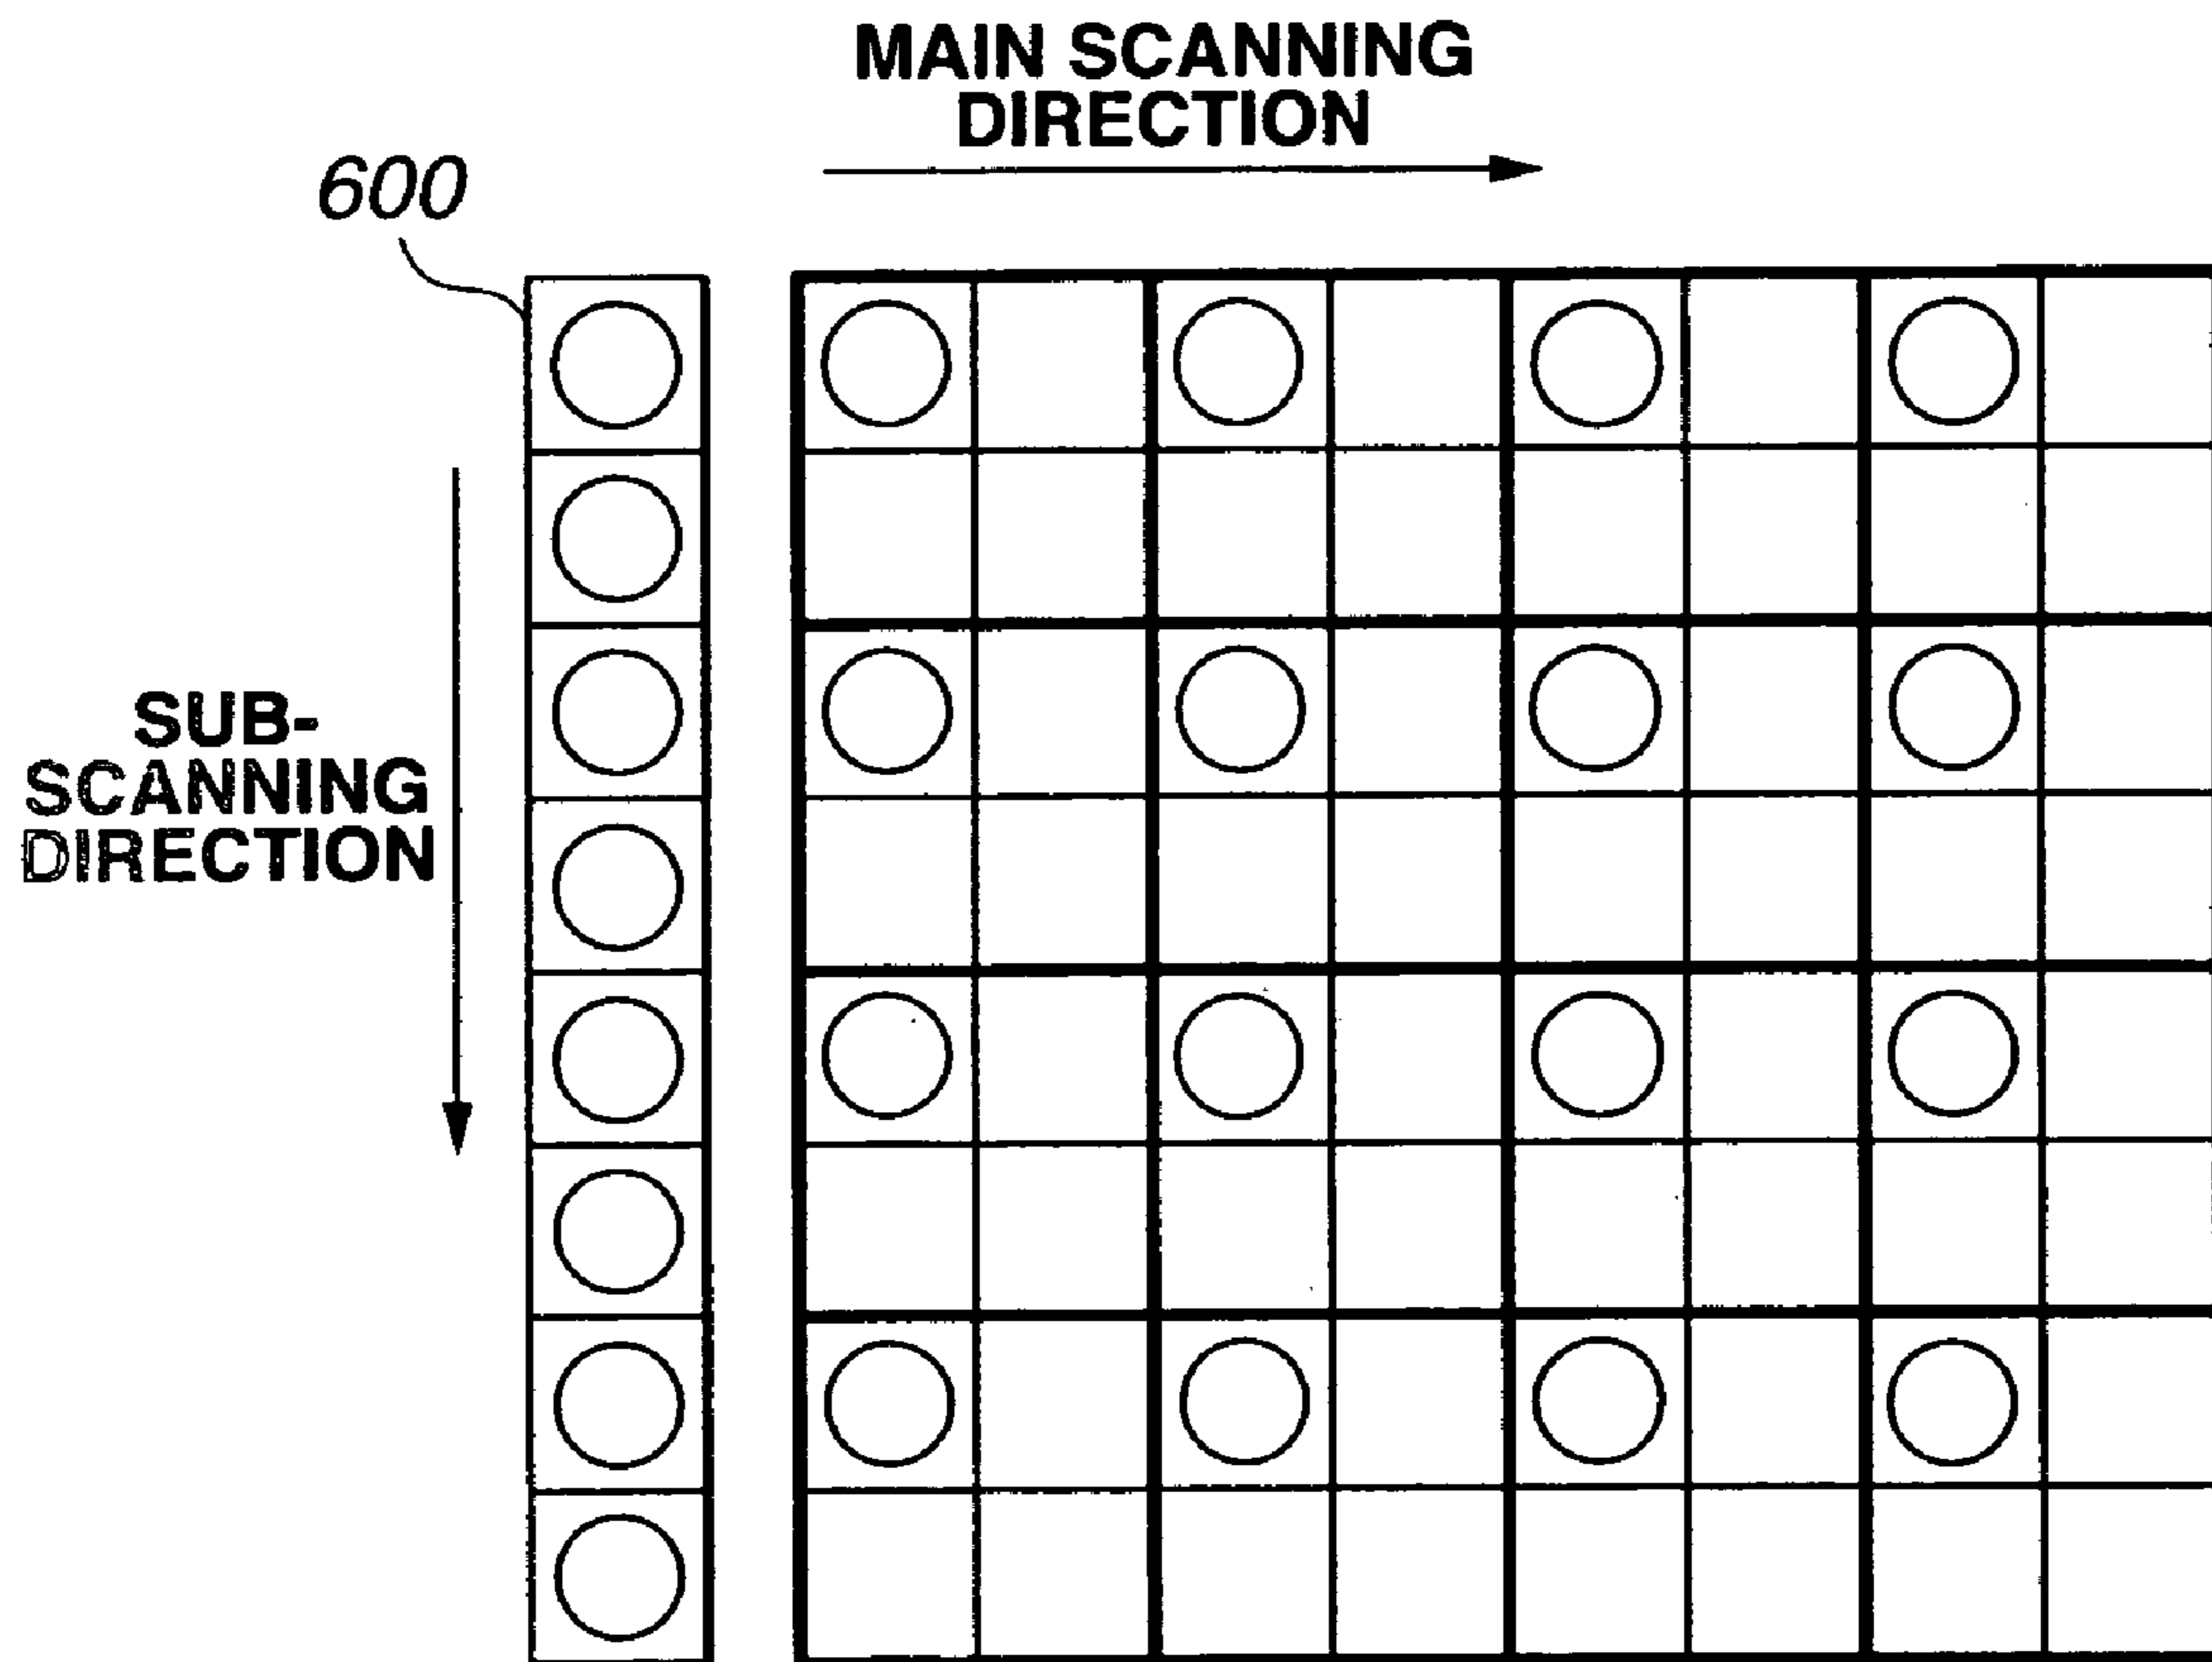 MAIN SCANNING
DIRECTION
600
SUB-
SCANNING
DIRECTION